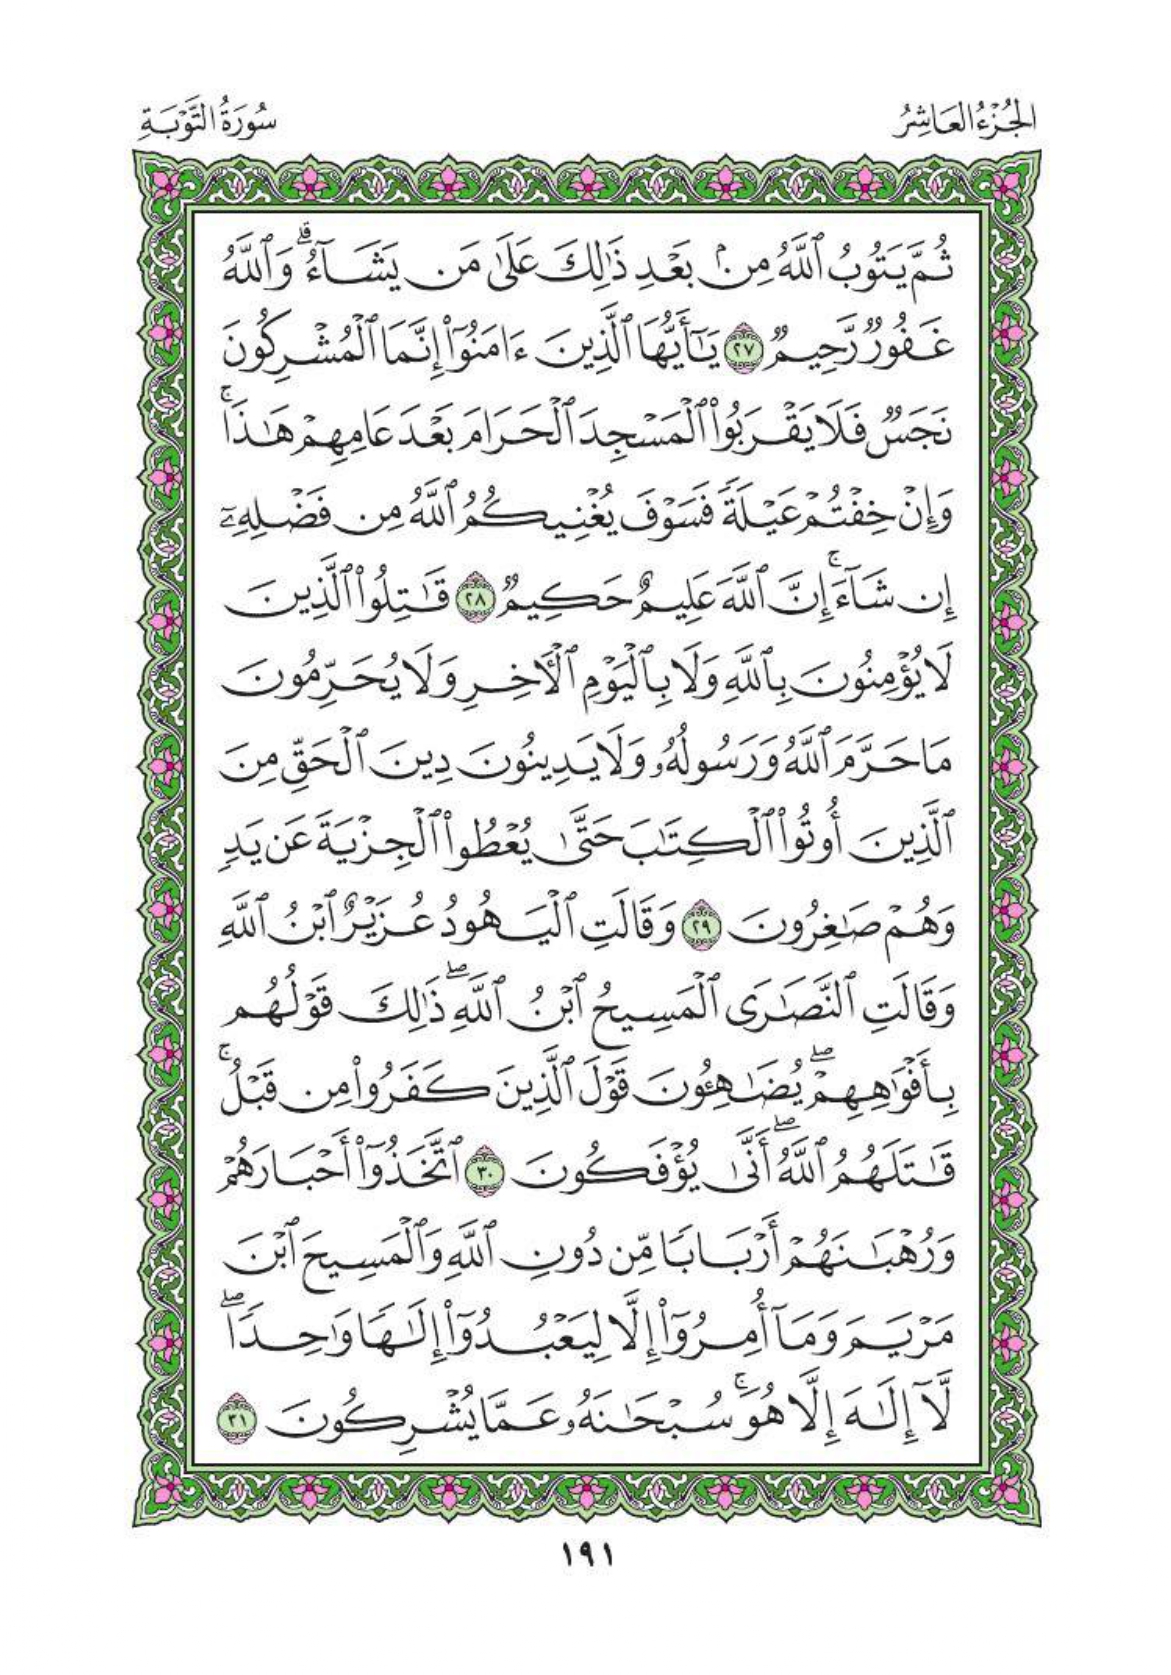 الجُزْءُ العَاشِرُ
سُورَةُ التَّوْبَةِ
ثُمَّ يَتُوبُ ٱللَّهُ مِنۢ بَعْدِ ذَٰلِكَ عَلَىٰ مَن يَشَآءُۗ وَٱللَّهُ
غَفُورٌ رَّحِيمٌ ٢٧ يَٰٓأَيُّهَا ٱلَّذِينَ ءَامَنُوٓا۟ إِنَّمَا ٱلْمُشْرِكُونَ
نَجَسٌ فَلَا يَقْرَبُوا۟ ٱلْمَسْجِدَ ٱلْحَرَامَ بَعْدَ عَامِهِمْ هَٰذَاۚ
وَإِنْ خِفْتُمْ عَيْلَةً فَسَوْفَ يُغْنِيكُمُ ٱللَّهُ مِن فَضْلِهِۦٓ
إِن شَآءَۚ إِنَّ ٱللَّهَ عَلِيمٌ حَكِيمٌ ٢٨ قَٰتِلُوا۟ ٱلَّذِينَ
لَا يُؤْمِنُونَ بِٱللَّهِ وَلَا بِٱلْيَوْمِ ٱلْءَاخِرِ وَلَا يُحَرِّمُونَ
مَا حَرَّمَ ٱللَّهُ وَرَسُولُهُۥ وَلَا يَدِينُونَ دِينَ ٱلْحَقِّ مِنَ
ٱلَّذِينَ أُوتُوا۟ ٱلْكِتَٰبَ حَتَّىٰ يُعْطُوا۟ ٱلْجِزْيَةَ عَن يَدٍ
وَهُمْ صَٰغِرُونَ ٢٩ وَقَالَتِ ٱلْيَهُودُ عُزَيْرٌ ٱبْنُ ٱللَّهِ
وَقَالَتِ ٱلنَّصَٰرَى ٱلْمَسِيحُ ٱبْنُ ٱللَّهِۖ ذَٰلِكَ قَوْلُهُم
بِأَفْوَٰهِهِمْۖ يُضَٰهِـُٔونَ قَوْلَ ٱلَّذِينَ كَفَرُوا۟ مِن قَبْلُۚ
قَٰتَلَهُمُ ٱللَّهُۖ أَنَّىٰ يُؤْفَكُونَ ٣٠ ٱتَّخَذُوٓا۟ أَحْبَارَهُمْ
وَرُهْبَٰنَهُمْ أَرْبَابًا مِّن دُونِ ٱللَّهِ وَٱلْمَسِيحَ ٱبْنَ
مَرْيَمَ وَمَآ أُمِرُوٓا۟ إِلَّا لِيَعْبُدُوٓا۟ إِلَٰهًا وَٰحِدًاۖ
لَّآ إِلَٰهَ إِلَّا هُوَۚ سُبْحَٰنَهُۥ عَمَّا يُشْرِكُونَ ٣١
١٩١